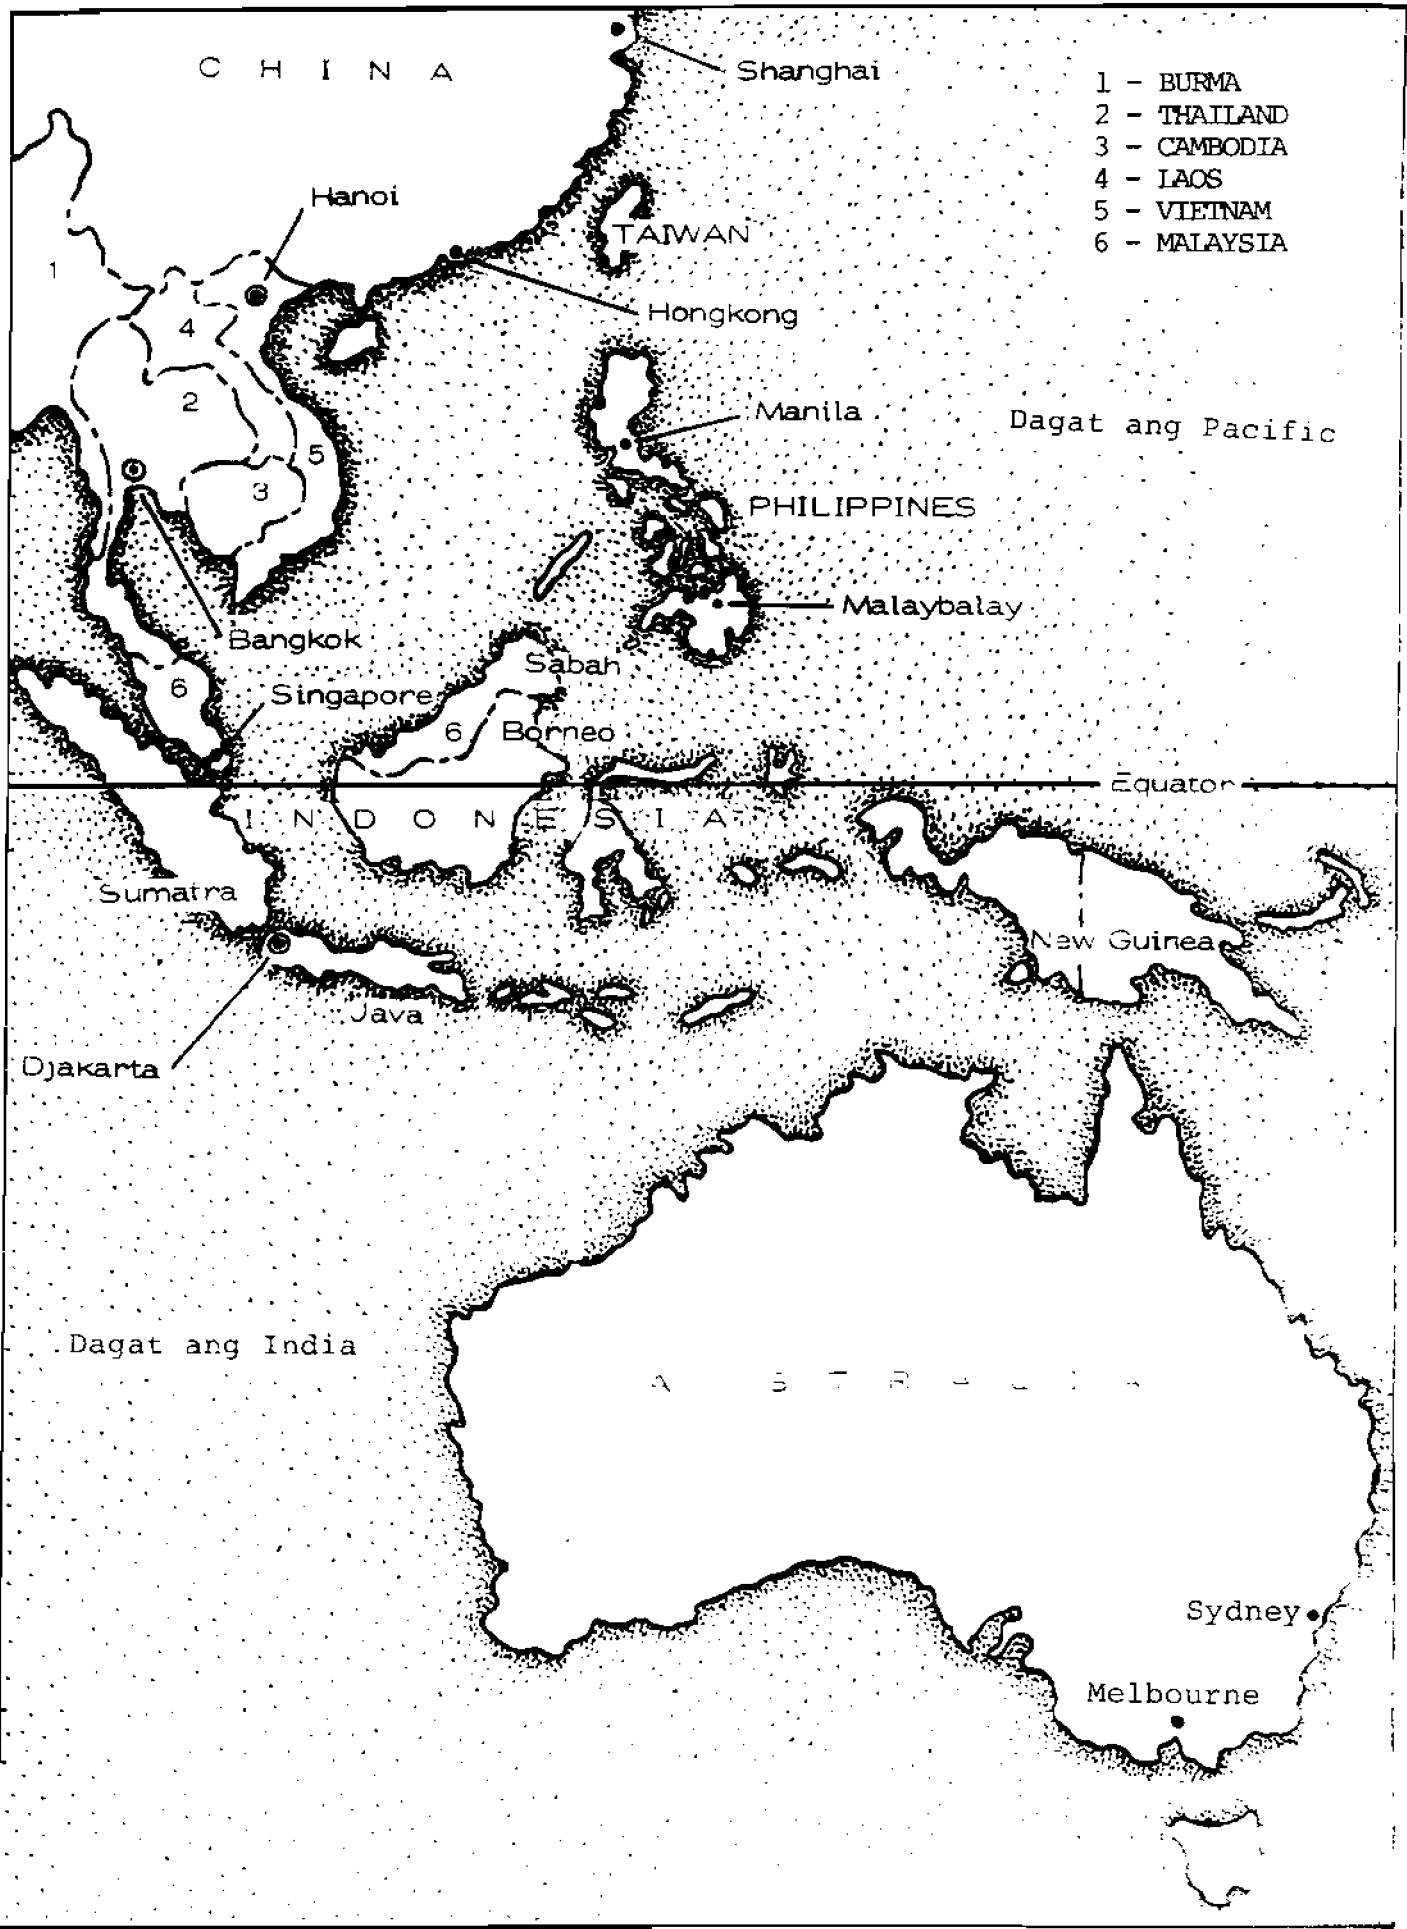 C H I N A
Shanghai
1 - BURMA
2 - THAILAND
3 - CAMBODIA
4 - LAOS
5 - VIETNAM
6 - MALAYSIA
Hanoi
TAIWAN
1
Hongkong
4
2
Manila
Dagat ang Pacific
5
3
PHILIPPINES
Malaybalay
Bangkok
Sabah
6
Singapore
6
Borneo
Equator
I N D O N E S I A
Sumatra
New Guinea
Java
Djakarta
Dagat ang India
Sydney
Melbourne